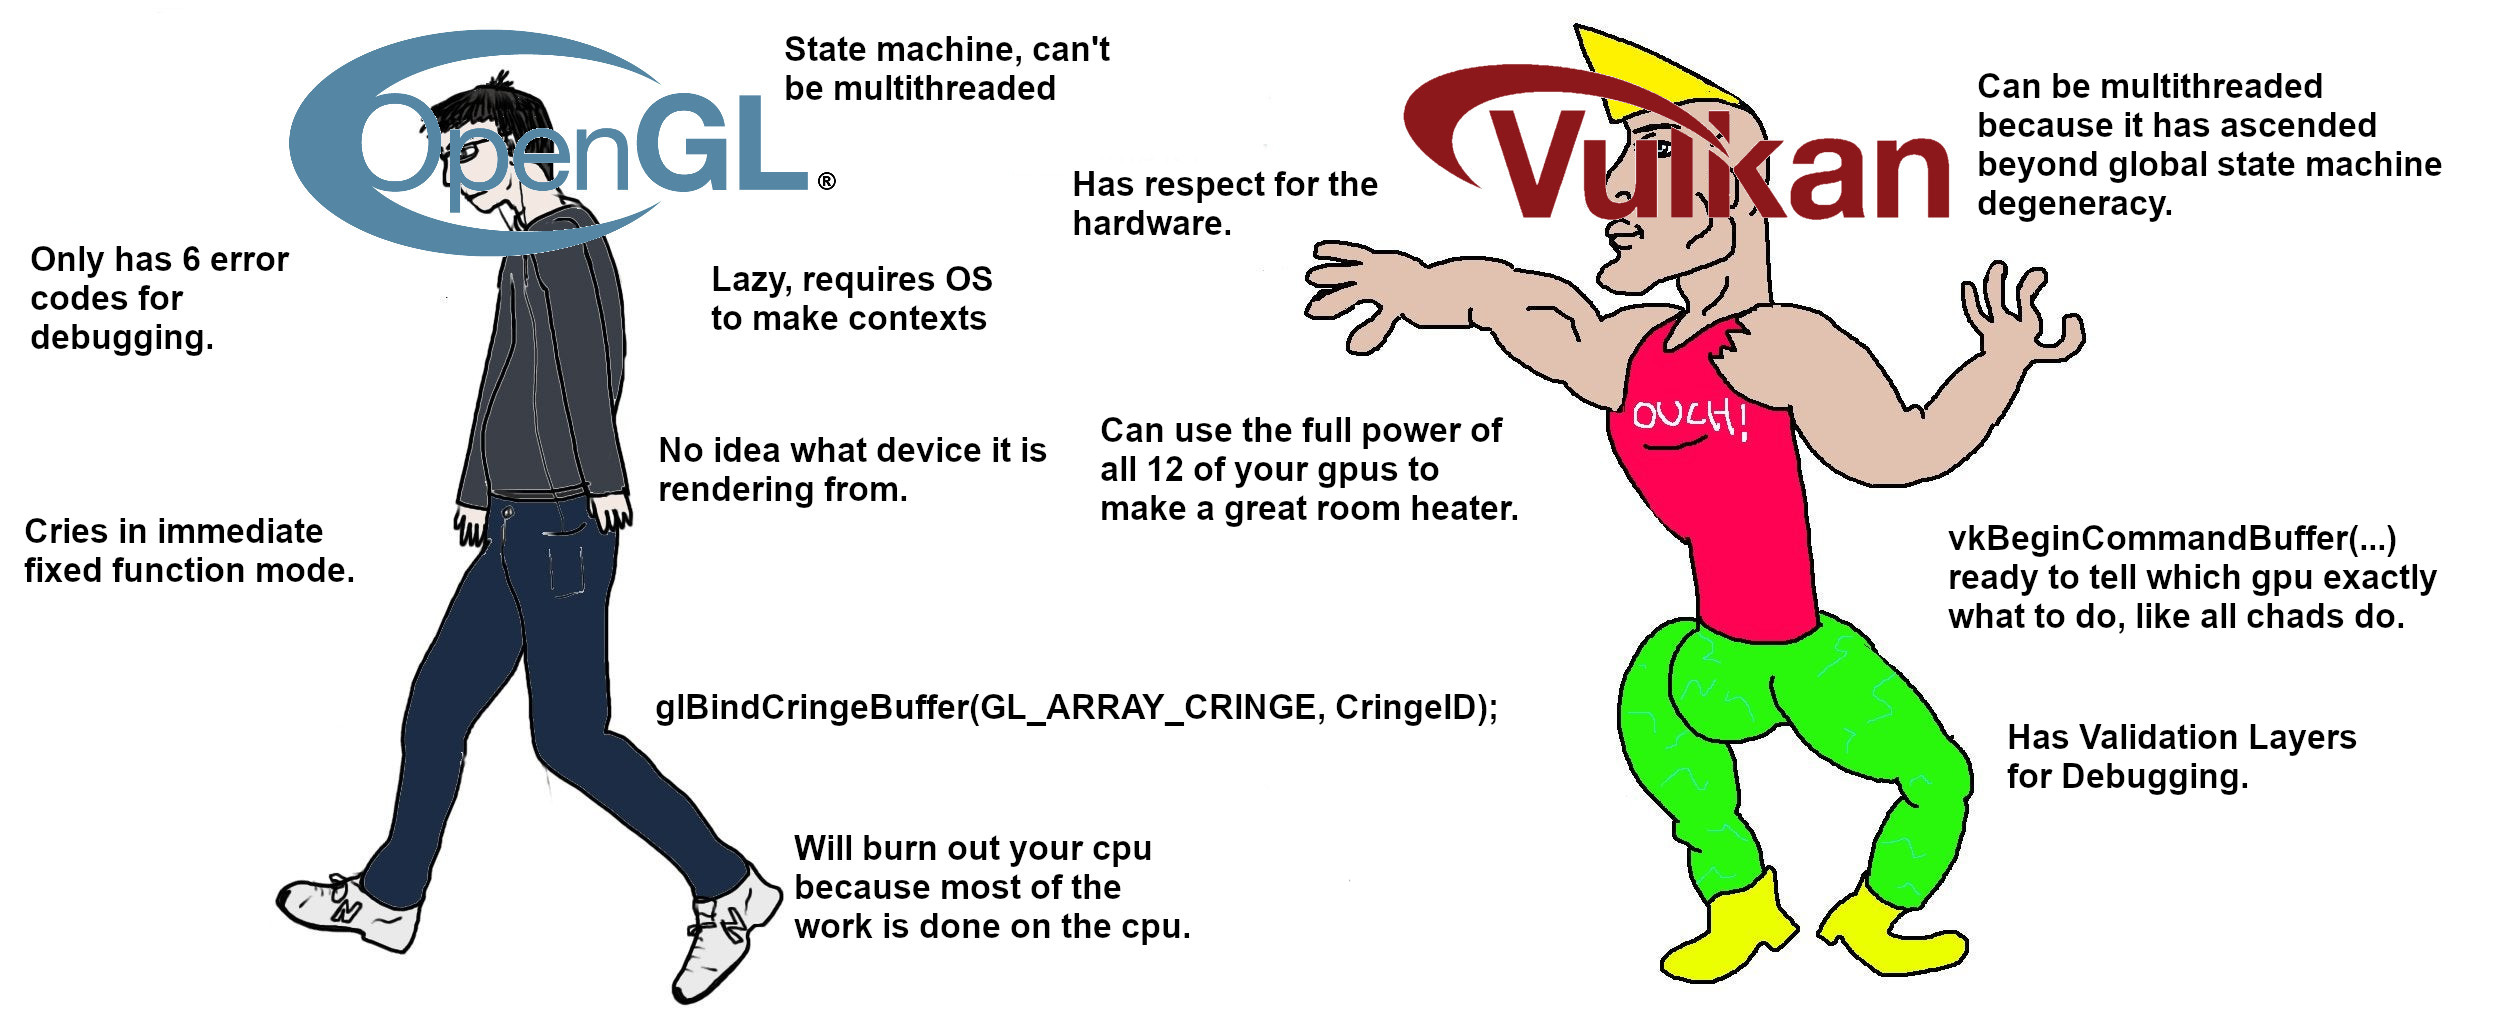 OpenGL®
State machine, can't
be multithreaded
Only has 6 error
codes for
debugging.
Lazy, requires OS
to make contexts
No idea what device it is
rendering from.
Cries in immediate
fixed function mode.
glBindCringeBuffer(GL_ARRAY_CRINGE, CringeID);
Will burn out your cpu
because most of the
work is done on the cpu.
N
N
Vulkan
Can be multithreaded
because it has ascended
beyond global state machine
degeneracy.
Has respect for the
hardware.
OUCH!
Can use the full power of
all 12 of your gpus to
make a great room heater.
vkBeginCommandBuffer(...)
ready to tell which gpu exactly
what to do, like all chads do.
Has Validation Layers
for Debugging.